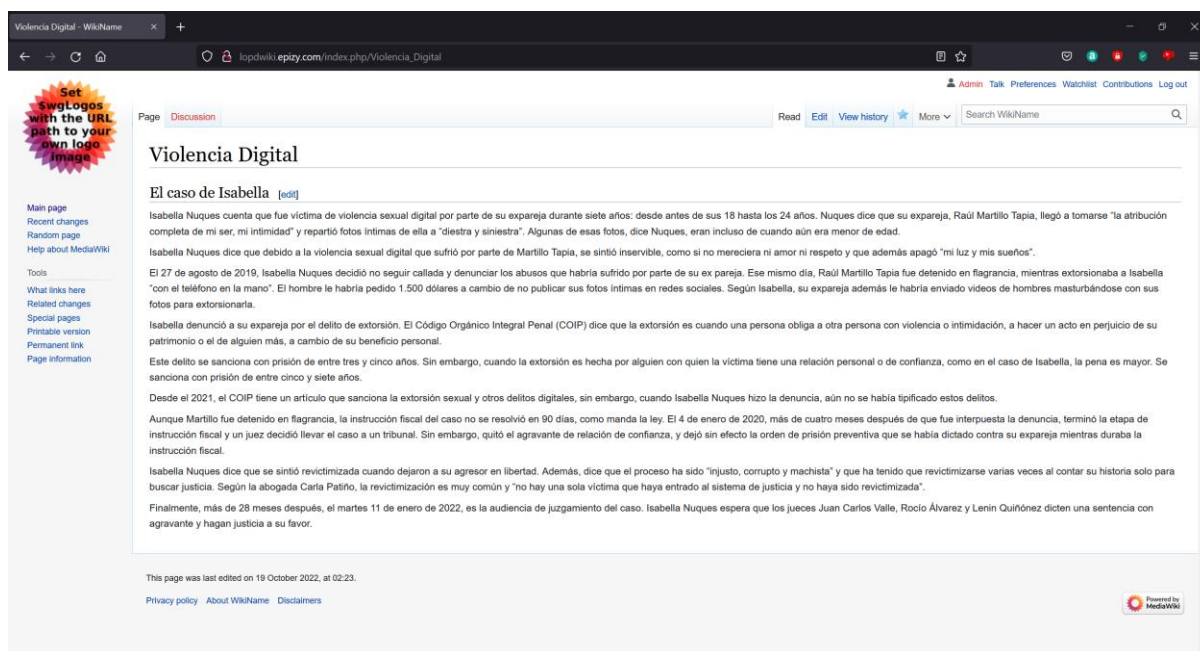 Violencia Digital - WikiName
lopdwiki.epizy.com/index.php/Violencia_Digital
Set
$wgLogos
with the URL
path to your
own logo
image
Admin Talk Preferences Watchlist Contributions Log out
Page Discussion
Read Edit View history More Search WikiName
Violencia Digital
El caso de Isabella [edit]
Isabella Nuques cuenta que fue víctima de violencia sexual digital por parte de su expareja durante siete años: desde antes de sus 18 hasta los 24 años. Nuques dice que su expareja, Raúl Martillo Tapia, llegó a tomarse "la atribución
completa de mi ser, mi intimidad" y repartió fotos íntimas de ella a "diestra y siniestra". Algunas de esas fotos, dice Nuques, eran incluso de cuando aún era menor de edad.
Isabella Nuques dice que debido a la violencia sexual digital que sufrió por parte de Martillo Tapia, se sintió inservible, como si no mereciera ni amor ni respeto y que además apagó "mi luz y mis sueños".
El 27 de agosto de 2019, Isabella Nuques decidió no seguir callada y denunciar los abusos que habría sufrido por parte de su ex pareja. Ese mismo día, Raúl Martillo Tapia fue detenido en flagrancia, mientras extorsionaba a Isabella
"con el teléfono en la mano". El hombre le habría pedido 1.500 dólares a cambio de no publicar sus fotos íntimas en redes sociales. Según Isabella, su expareja además le habría enviado videos de hombres masturbándose con sus
fotos para extorsionarla.
Isabella denunció a su expareja por el delito de extorsión. El Código Orgánico Integral Penal (COIP) dice que la extorsión es cuando una persona obliga a otra persona con violencia o intimidación, a hacer un acto en perjuicio de su
patrimonio o el de alguien más, a cambio de su beneficio personal.
Este delito se sanciona con prisión de entre tres y cinco años. Sin embargo, cuando la extorsión es hecha por alguien con quien la víctima tiene una relación personal o de confianza, como en el caso de Isabella, la pena es mayor. Se
sanciona con prisión de entre cinco y siete años.
Desde el 2021, el COIP tiene un artículo que sanciona la extorsión sexual y otros delitos digitales, sin embargo, cuando Isabella Nuques hizo la denuncia, aún no se había tipificado estos delitos.
Aunque Martillo fue detenido en flagrancia, la instrucción fiscal del caso no se resolvió en 90 días, como manda la ley. El 4 de enero de 2020, más de cuatro meses después de que fue interpuesta la denuncia, terminó la etapa de
instrucción fiscal y un juez decidió llevar el caso a un tribunal. Sin embargo, quitó el agravante de relación de confianza, y dejó sin efecto la orden de prisión preventiva que se había dictado contra su expareja mientras duraba la
instrucción fiscal.
Isabella Nuques dice que se sintió revictimizada cuando dejaron a su agresor en libertad. Además, dice que el proceso ha sido "injusto, corrupto y machista" y que ha tenido que revictimizarse varias veces al contar su historia solo para
buscar justicia. Según la abogada Carla Patiño, la revictimización es muy común y "no hay una sola víctima que haya entrado al sistema de justicia y no haya sido revictimizada".
Finalmente, más de 28 meses después, el martes 11 de enero de 2022, es la audiencia de juzgamiento del caso. Isabella Nuques espera que los jueces Juan Carlos Valle, Rocío Álvarez y Lenin Quiñónez dicten una sentencia con
agravante y hagan justicia a su favor.
Main page
Recent changes
Random page
Help about MediaWiki
Tools
What links here
Related changes
Special pages
Printable version
Permanent link
Page information
This page was last edited on 19 October 2022, at 02:23.
Privacy policy About WikiName Disclaimers
Powered by
MediaWiki